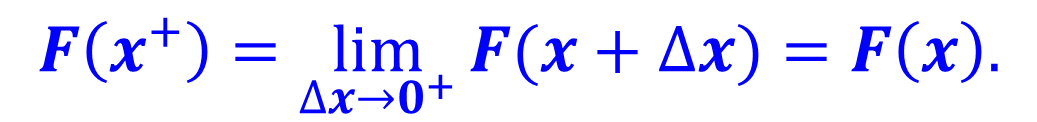 F(x⁺) = lim_{Δx→0⁺} F(x + Δx) = F(x).